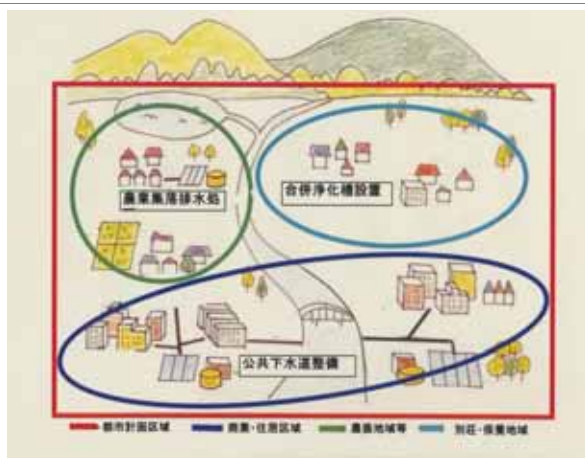 農業集落排水処
合併浄化槽設置
公共下水道整備
都市計画区域
商業・住居区域
農振地域等
別荘・保養地域